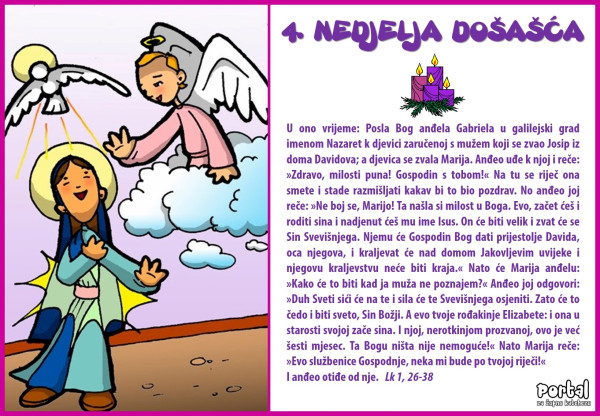 4. NEDJELJA DOŠAŠĆA
U ono vrijeme: Posla Bog anđela Gabriela u galilejski grad
imenom Nazaret k djevici zaručenoj s mužem koji se zvao Josip iz
doma Davidova; a djevica se zvala Marija. Anđeo uđe k njoj i reče:
»Zdravo, milosti puna! Gospodin s tobom!« Na tu se riječ ona
smete i stade razmišljati kakav bi to bio pozdrav. No anđeo joj
reče: »Ne boj se, Marijo! Ta našla si milost u Boga. Evo, začet ćeš i
roditi sina i nadjenut ćeš mu ime Isus. On će biti velik i zvat će se
Sin Svevišnjega. Njemu će Gospodin Bog dati prijestolje Davida,
oca njegova, i kraljevat će nad domom Jakovljevim uvijeke i
njegovu kraljevstvu neće biti kraja.« Nato će Marija anđelu:
»Kako će to biti kad ja muža ne poznajem?« Anđeo joj odgovori:
»Duh Sveti sići će na te i sila će te Svevišnjega osjeniti. Zato će to
čedo i biti sveto, Sin Božji. A evo tvoje rođakinje Elizabete: i ona u
starosti svojoj zače sina. I njoj, nerotkinjom prozvanoj, ovo je već
šesti mjesec. Ta Bogu ništa nije nemoguće!« Nato Marija reče:
»Evo službenice Gospodnje, neka mi bude po tvojoj riječi!«
I anđeo otiđe od nje. Lk 1, 26-38
Portal